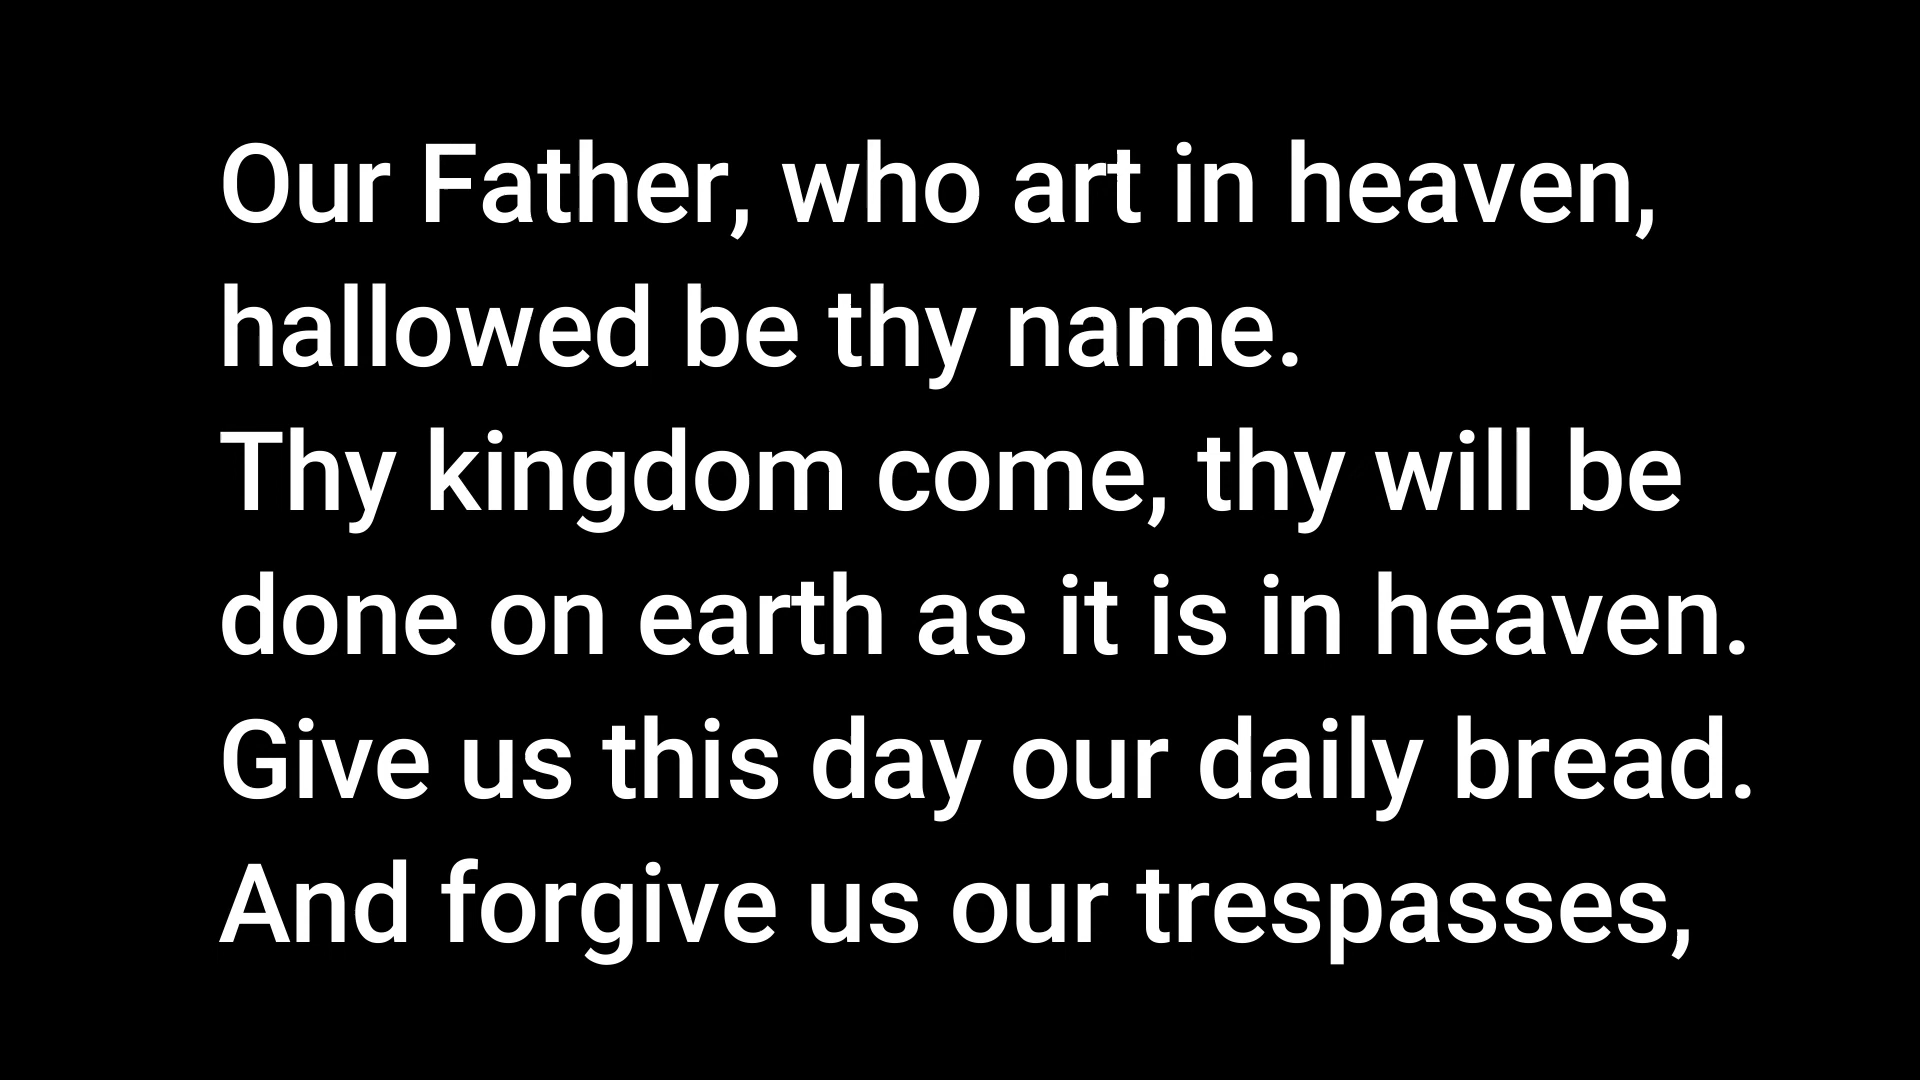 Our Father, who art in heaven,
hallowed be thy name.
Thy kingdom come, thy will be
done on earth as it is in heaven.
Give us this day our daily bread.
And forgive us our trespasses,